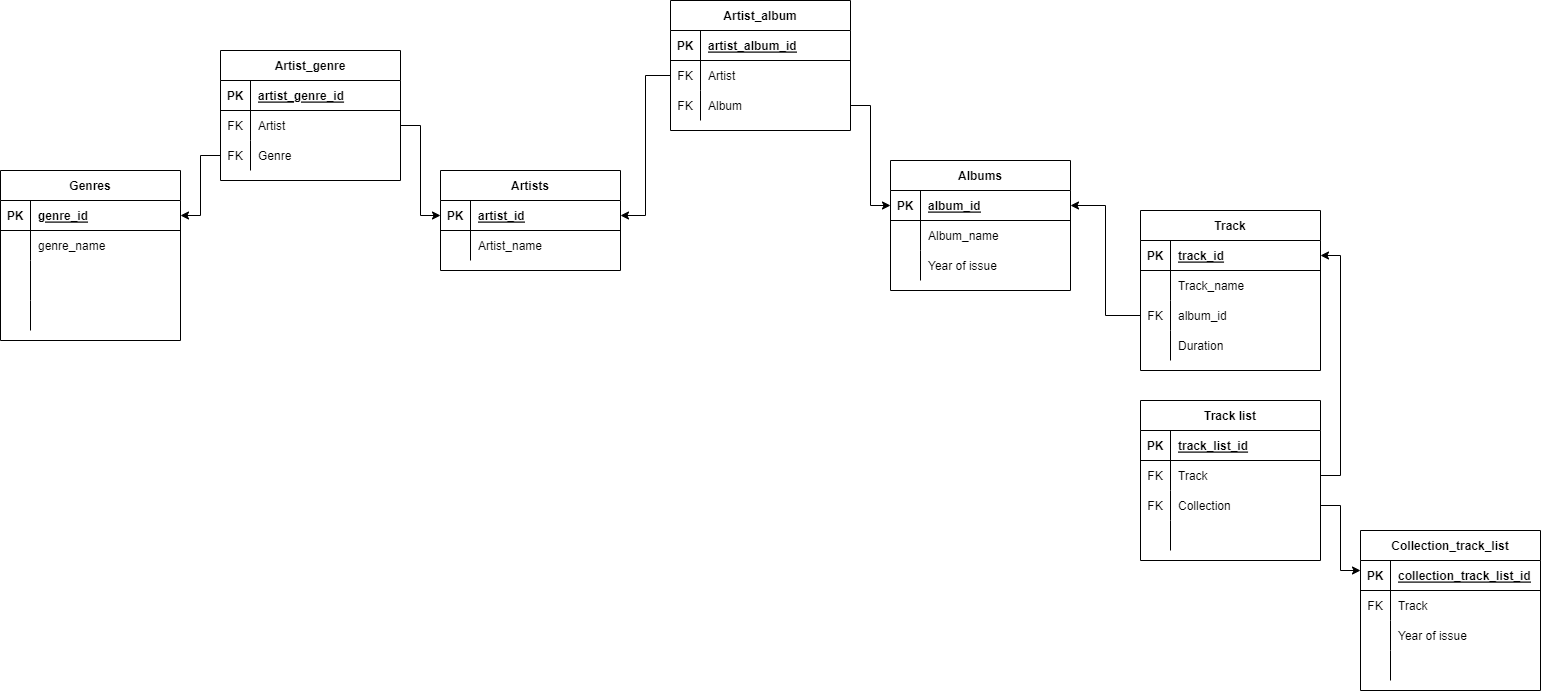 Artist_album
PK artist_album_id
FK Artist
FK Album
Artist_genre
PK artist_genre_id
FK Artist
FK Genre
Genres
PK genre_id
genre_name
Artists
PK artist_id
Artist_name
Albums
PK album_id
Album_name
Year of issue
Track
PK track_id
Track_name
FK album_id
Duration
Track list
PK track_list_id
FK Track
FK Collection
Collection_track_list
PK collection_track_list_id
FK Track
Year of issue